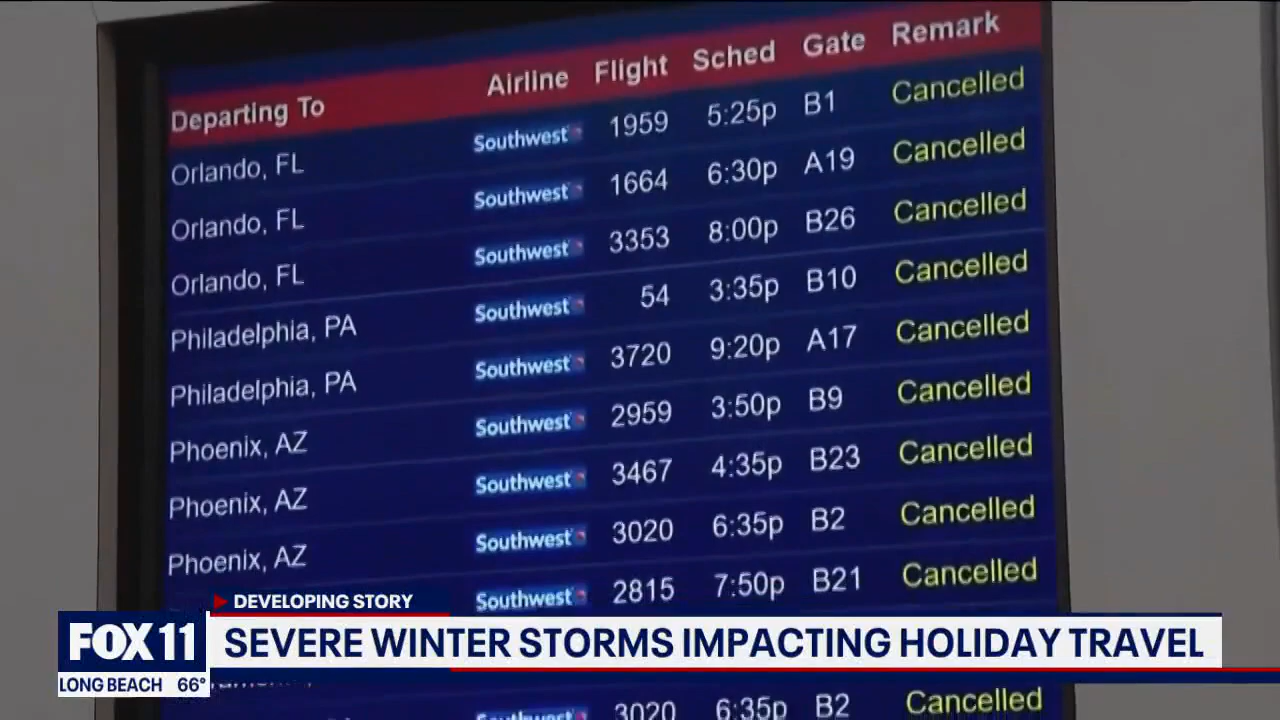 Departing To Airline Flight Sched Gate Remark
Orlando, FL Southwest 1959 5:25p B1 Cancelled
Orlando, FL Southwest 1664 6:30p A19 Cancelled
Orlando, FL Southwest 3353 8:00p B26 Cancelled
Philadelphia, PA Southwest 54 3:35p B10 Cancelled
Philadelphia, PA Southwest 3720 9:20p A17 Cancelled
Phoenix, AZ Southwest 2959 3:50p B9 Cancelled
Phoenix, AZ Southwest 3467 4:35p B23 Cancelled
Phoenix, AZ Southwest 3020 6:35p B2 Cancelled
Southwest 2815 7:50p B21 Cancelled
DEVELOPING STORY
FOX 11 SEVERE WINTER STORMS IMPACTING HOLIDAY TRAVEL
LONG BEACH 66°
Southwest 3020 6:35p B2 Cancelled